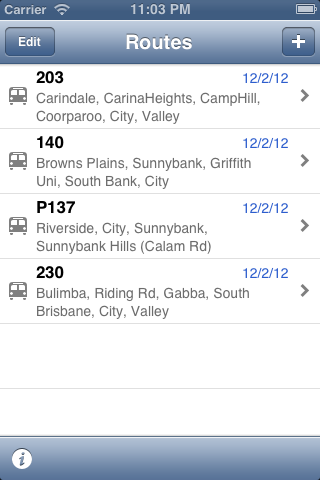 Carrier 11:03 PM
Edit Routes +
203 12/2/12
Carindale, CarinaHeights, CampHill,
Coorparoo, City, Valley
140 12/2/12
Browns Plains, Sunnybank, Griffith
Uni, South Bank, City
P137 12/2/12
Riverside, City, Sunnybank,
Sunnybank Hills (Calam Rd)
230 12/2/12
Bulimba, Riding Rd, Gabba, South
Brisbane, City, Valley